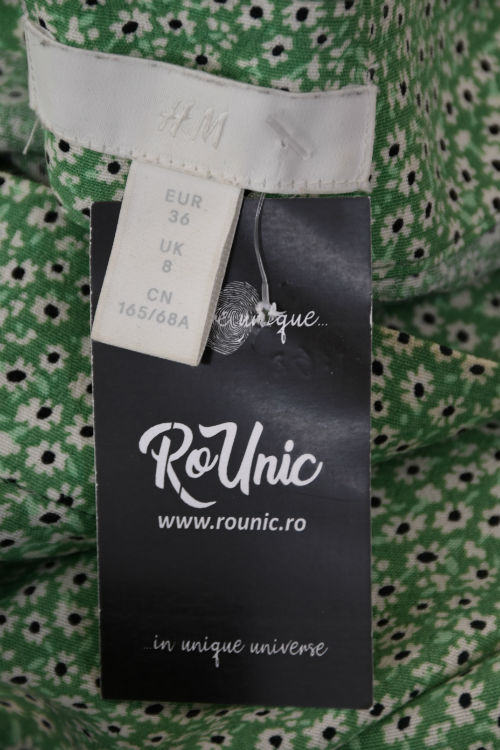 H&M
EUR
36
UK
8
CN
165/68A
unique...
RoUnic
www.rounic.ro
...in unique universe